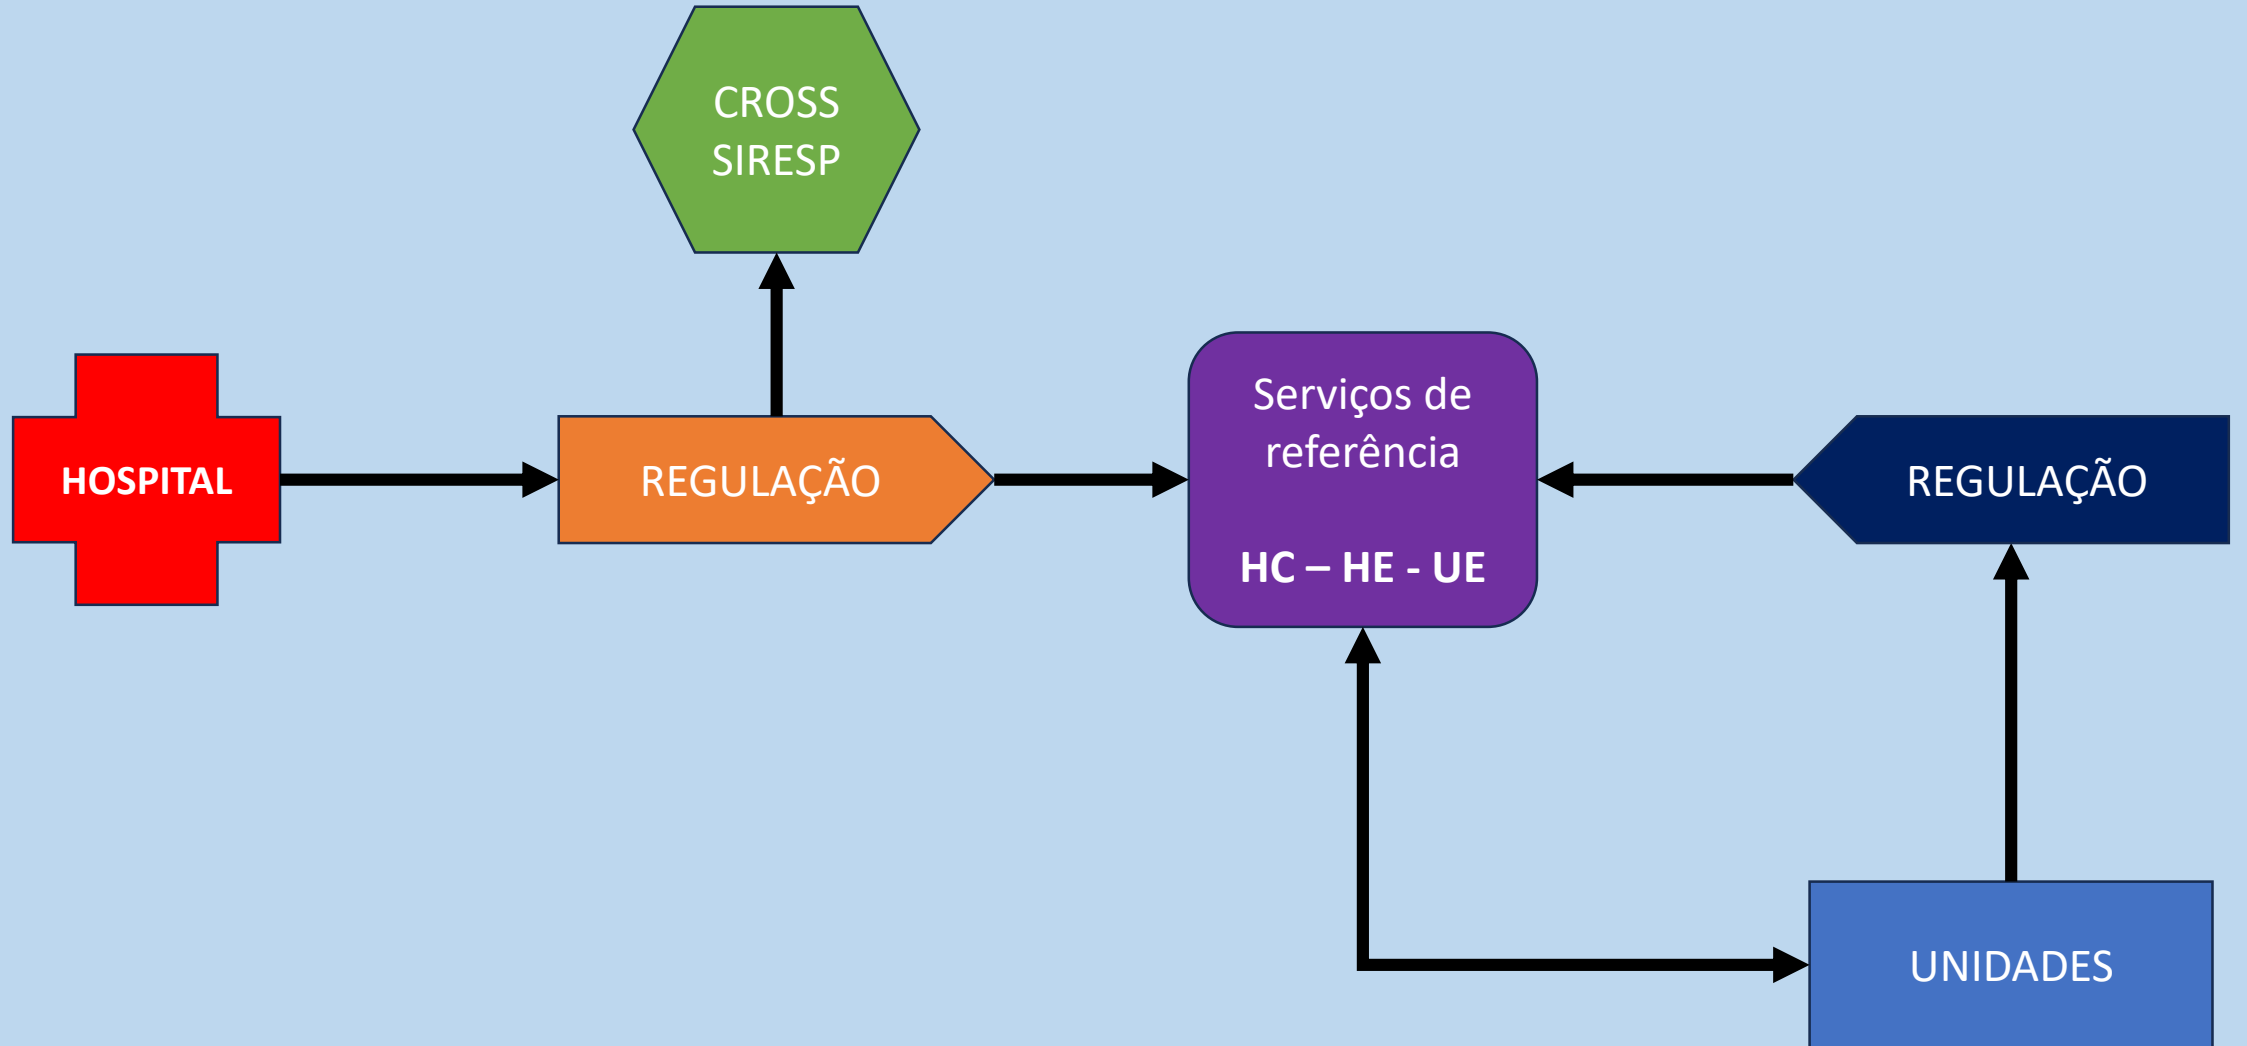 CROSS
SIRESP
HOSPITAL
REGULAÇÃO
Serviços de
referência
HC – HE - UE
REGULAÇÃO
UNIDADES